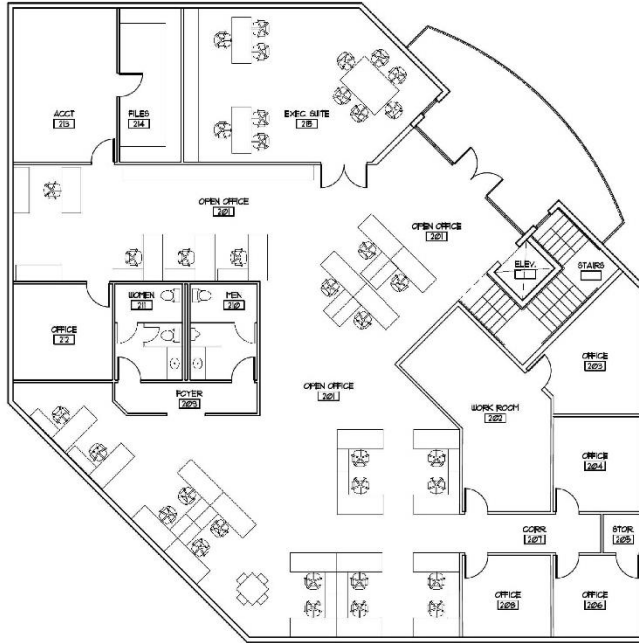 ACCT
213
FILES
214
EXEC SUITE
215
OPEN OFFICE
201
OPEN OFFICE
201
ELEV.
STAIRS
WOMEN
211
MEN
210
OFFICE
212
OFFICE
203
FOYER
209
OPEN OFFICE
201
WORK ROOM
202
OFFICE
204
CORR.
207
STOR.
205
OFFICE
208
OFFICE
206